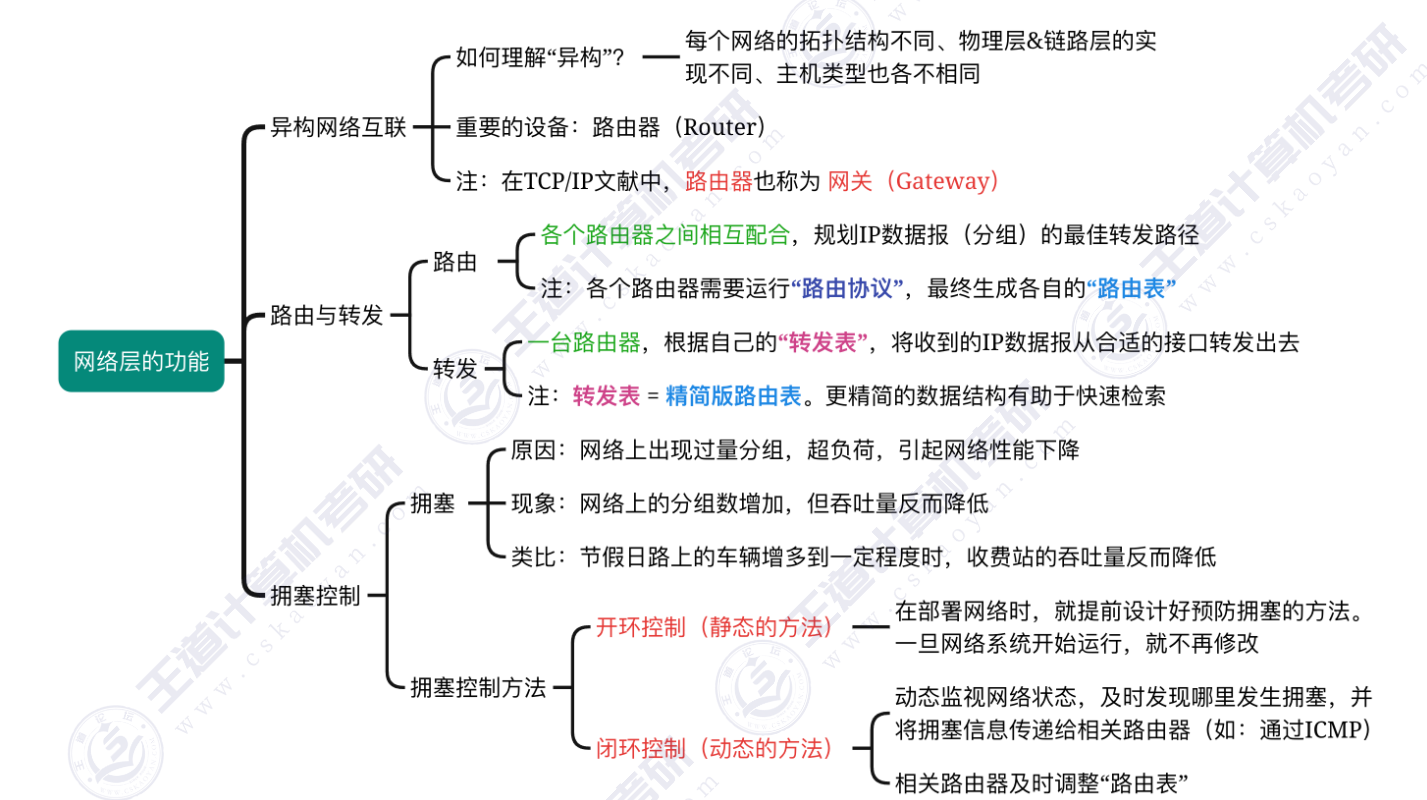 如何理解“异构”？
每个网络的拓扑结构不同、物理层&链路层的实
现不同、主机类型也各不相同
异构网络互联
重要的设备：路由器（Router）
注：在TCP/IP文献中，路由器也称为 网关（Gateway）
各个路由器之间相互配合，规划IP数据报（分组）的最佳转发路径
路由
注：各个路由器需要运行“路由协议”，最终生成各自的“路由表”
路由与转发
一台路由器，根据自己的“转发表”，将收到的IP数据报从合适的接口转发出去
转发
注：转发表 = 精简版路由表。更精简的数据结构有助于快速检索
网络层的功能
原因：网络上出现过量分组，超负荷，引起网络性能下降
拥塞
现象：网络上的分组数增加，但吞吐量反而降低
类比：节假日路上的车辆增多到一定程度时，收费站的吞吐量反而降低
拥塞控制
开环控制（静态的方法）
在部署网络时，就提前设计好预防拥塞的方法。
一旦网络系统开始运行，就不再修改
拥塞控制方法
闭环控制（动态的方法）
动态监视网络状态，及时发现哪里发生拥塞，并
将拥塞信息传递给相关路由器（如：通过ICMP）
相关路由器及时调整“路由表”
王道计算机考研
www.cskaoyan.com